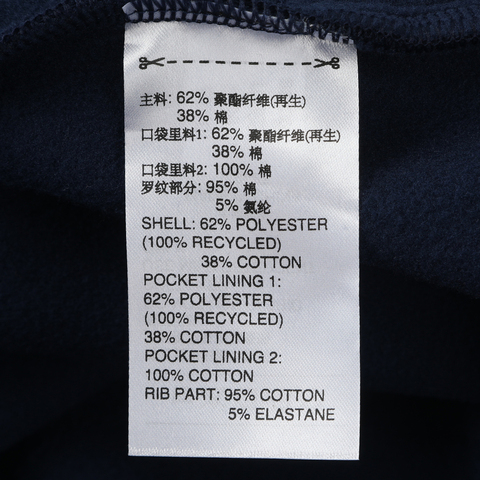 主料: 62% 聚酯纤维(再生)
38% 棉
口袋里料1: 62% 聚酯纤维(再生)
38% 棉
口袋里料2: 100% 棉
罗纹部分: 95% 棉
5% 氨纶
SHELL: 62% POLYESTER
(100% RECYCLED)
38% COTTON
POCKET LINING 1:
62% POLYESTER
(100% RECYCLED)
38% COTTON
POCKET LINING 2:
100% COTTON
RIB PART: 95% COTTON
5% ELASTANE